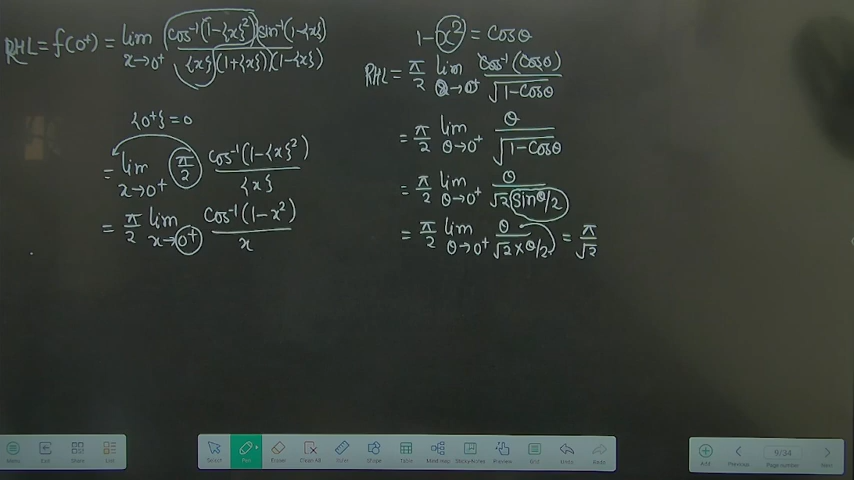 RHL = f(0⁺) = lim x→0⁺ cos⁻¹(1-{x}²) sin⁻¹(1-{x}) / {x}(1+{x})(1-{x})
{0⁺} = 0
= lim x→0⁺ π/2 cos⁻¹(1-{x}²) / {x}
= π/2 lim x→0⁺ cos⁻¹(1-x²) / x
1-x² = cosθ
RHL = π/2 lim θ→0⁺ cos⁻¹(cosθ) / √(1-cosθ)
= π/2 lim θ→0⁺ θ / √(1-cosθ)
= π/2 lim θ→0⁺ θ / √2 sinθ/2
= π/2 lim θ→0⁺ θ / √2 × θ/2 = π/√2
Select Pen Eraser Clean All Ruler Shape Table Mind map Sticky Notes Preview Grid Undo Redo
Menu Exit Share List
Add Previous 9/34 Page number Next